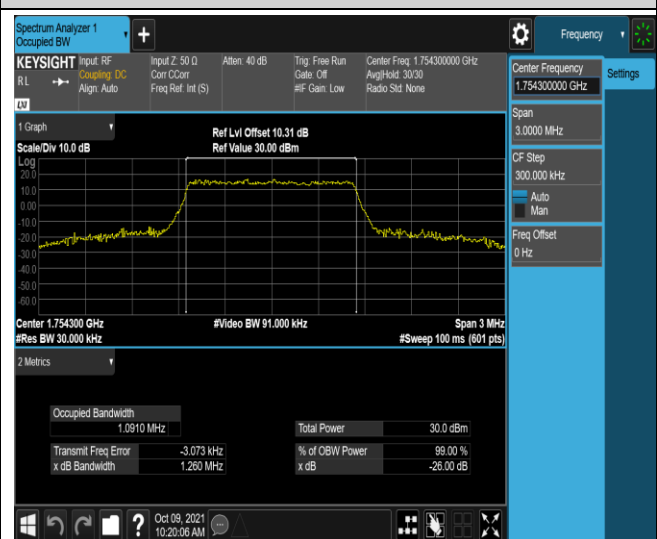 Spectrum Analyzer 1
Occupied BW
Frequency
KEYSIGHT
RL
LXI
Input: RF
Coupling: DC
Align: Auto
Input Z: 50 Ω
Corr CCorr
Freq Ref: Int (S)
Atten: 40 dB
Trig: Free Run
Gate: Off
#IF Gain: Low
Center Freq: 1.754300000 GHz
Avg|Hold: 30/30
Radio Std: None
Center Frequency
1.754300000 GHz
Settings
Span
3.0000 MHz
CF Step
300.000 kHz
Auto
Man
Freq Offset
0 Hz
1 Graph
Scale/Div 10.0 dB
Ref Lvl Offset 10.31 dB
Ref Value 30.00 dBm
Log
20.0
10.0
0.00
-10.0
-20.0
-30.0
-40.0
-50.0
-60.0
Center 1.754300 GHz
#Video BW 91.000 kHz
Span 3 MHz
#Res BW 30.000 kHz
#Sweep 100 ms (601 pts)
2 Metrics
Occupied Bandwidth
1.0910 MHz
Total Power 30.0 dBm
Transmit Freq Error -3.073 kHz
% of OBW Power 99.00 %
x dB Bandwidth 1.260 MHz
x dB -26.00 dB
?
Oct 09, 2021
10:20:06 AM